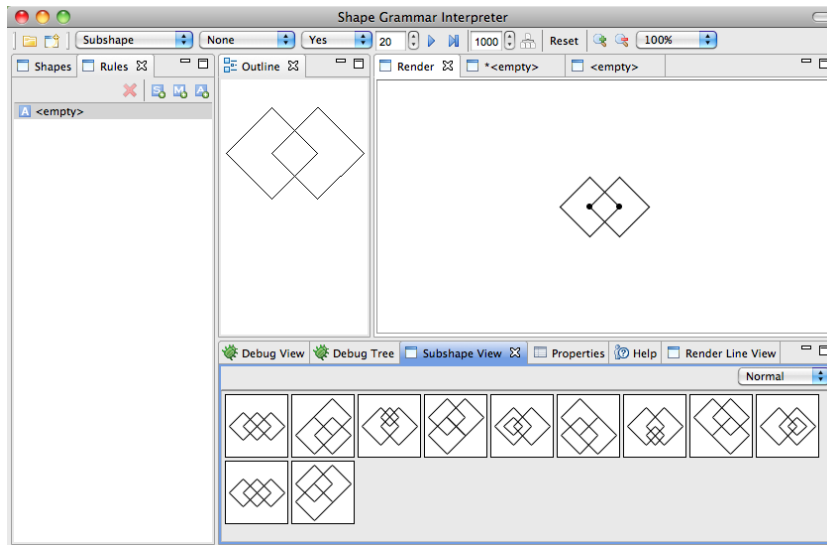 Shape Grammar Interpreter
Subshape None Yes 20 1000 Reset 100%
Shapes Rules Outline Render *<empty> <empty>
S M A
A <empty>
Debug View Debug Tree Subshape View Properties Help Render Line View
Normal